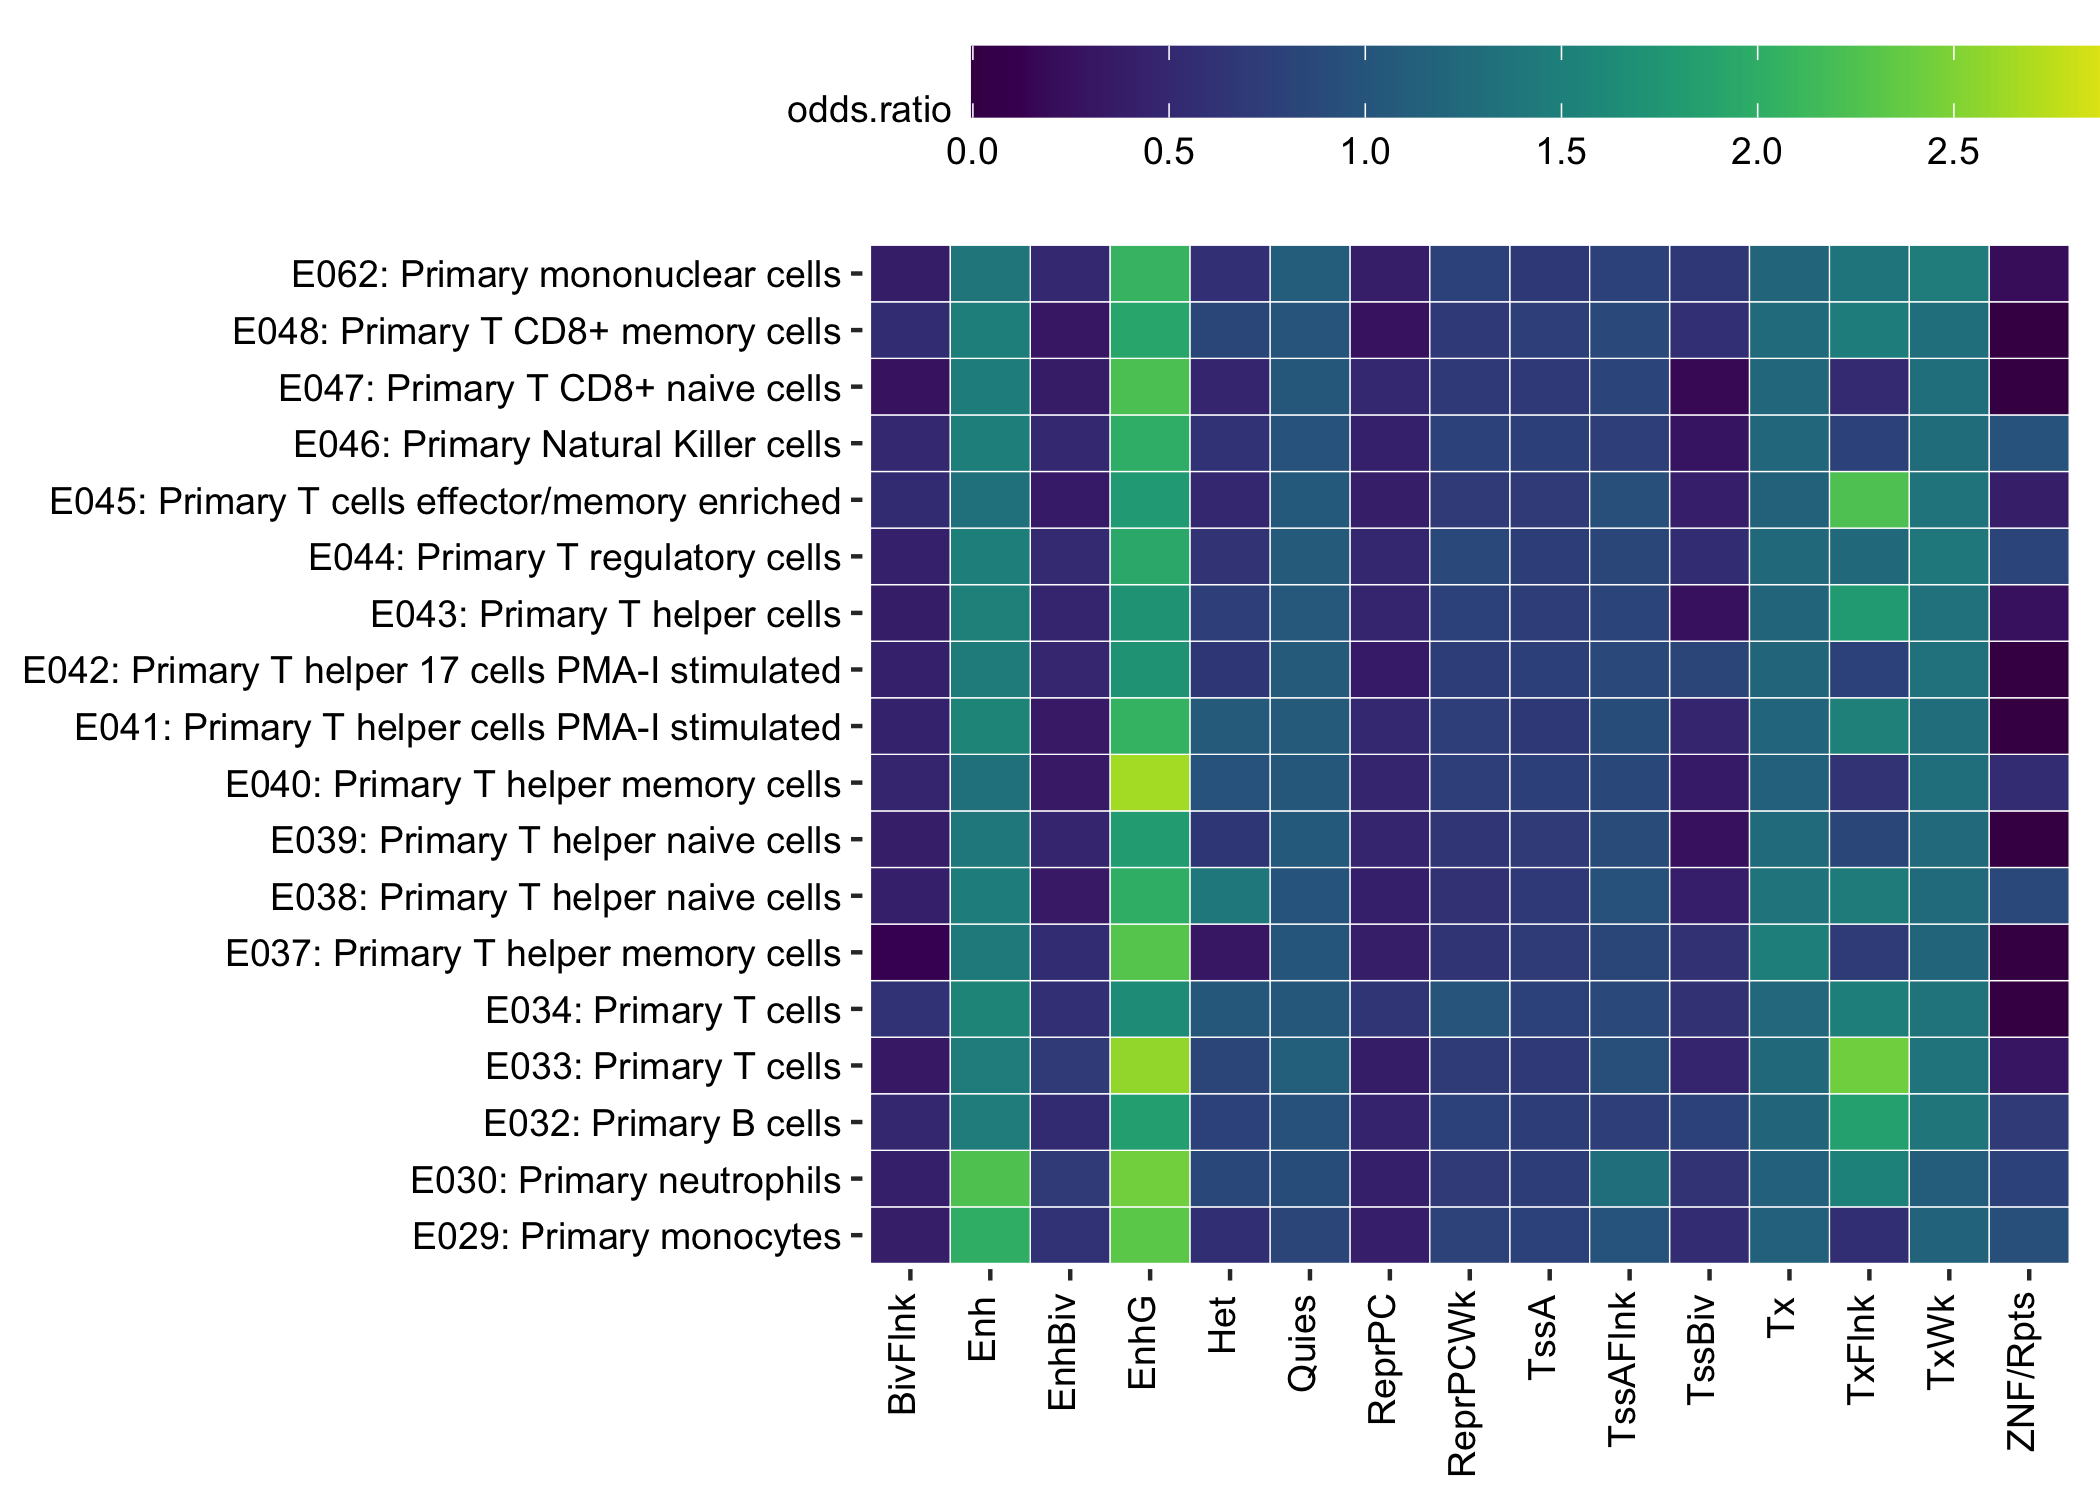 odds.ratio
0.0 0.5 1.0 1.5 2.0 2.5
E062: Primary mononuclear cells
E048: Primary T CD8+ memory cells
E047: Primary T CD8+ naive cells
E046: Primary Natural Killer cells
E045: Primary T cells effector/memory enriched
E044: Primary T regulatory cells
E043: Primary T helper cells
E042: Primary T helper 17 cells PMA-I stimulated
E041: Primary T helper cells PMA-I stimulated
E040: Primary T helper memory cells
E039: Primary T helper naive cells
E038: Primary T helper naive cells
E037: Primary T helper memory cells
E034: Primary T cells
E033: Primary T cells
E032: Primary B cells
E030: Primary neutrophils
E029: Primary monocytes
BivFlnk
Enh
EnhBiv
EnhG
Het
Quies
ReprPC
ReprPCWk
TssA
TssAFlnk
TssBiv
Tx
TxFlnk
TxWk
ZNF/Rpts